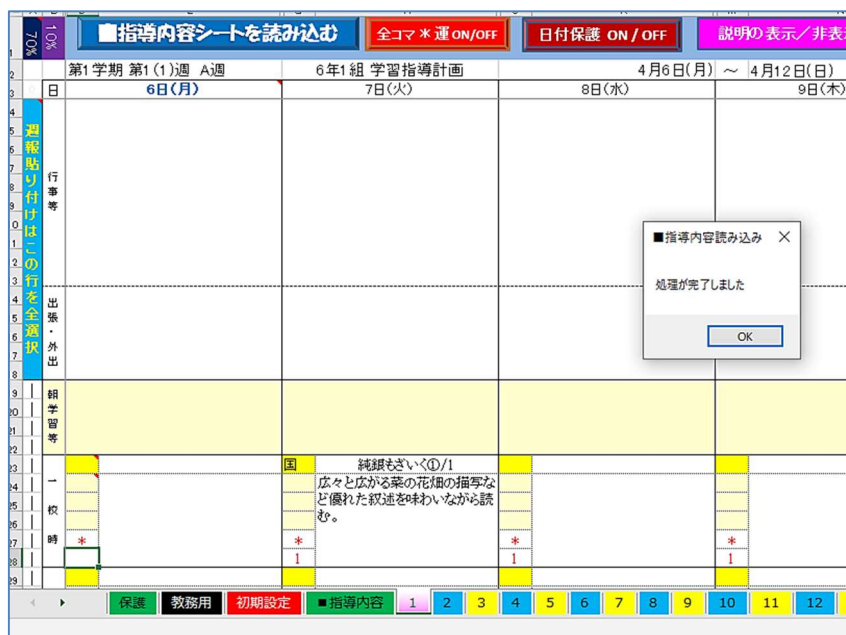 70%
10%
■指導内容シートを読み込む
全コマ＊運ON/OFF
日付保護 ON / OFF
説明の表示／非表示
第1学期 第1(1)週 A週
6年1組 学習指導計画
4月6日(月) ～ 4月12日(日)
日
6日(月)
7日(火)
8日(水)
9日(木)
週報貼り付けはこの行を全選択
行事等
出張・外出
朝学習等
■指導内容読み込み
処理が完了しました
OK
一校時
国
純銀もざいく①/1
広々と広がる菜の花畑の描写な
ど優れた叙述を味わいながら読
む。
＊ ＊ ＊ ＊
1 1 1
保護 教務用 初期設定 ■指導内容 1 2 3 4 5 6 7 8 9 10 11 12